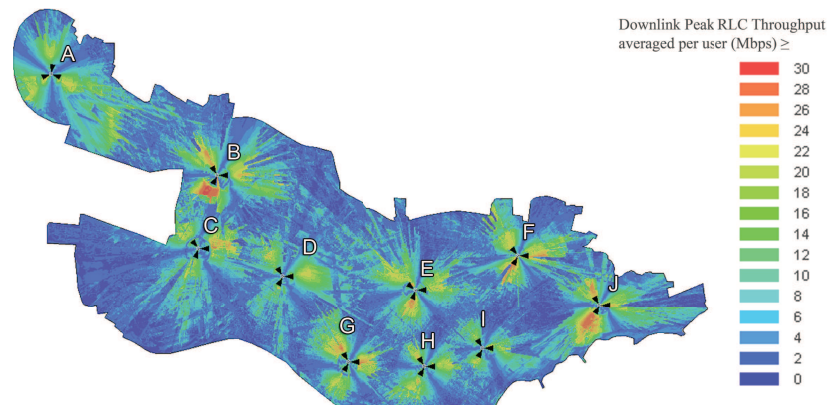 Downlink Peak RLC Throughput
averaged per user (Mbps) ≥
30
28
26
24
22
20
18
16
14
12
10
8
6
4
2
0
A
B
C
D
E
F
G
H
I
J